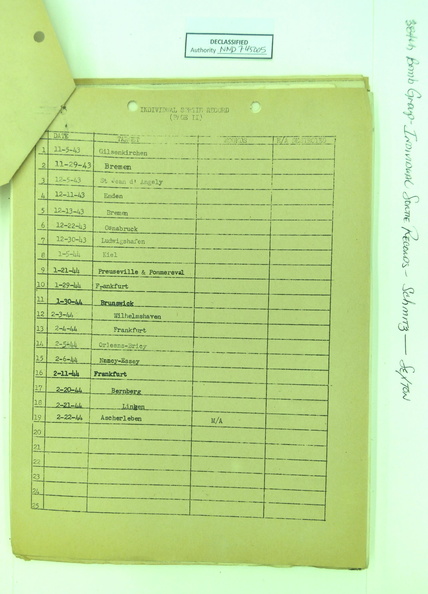 DECLASSIFIED
Authority NND 745005
384th Bomb Group - Individual Sortie Records - Schmitz — Sexton
INDIVIDUAL SORTIE RECORD
DATE TARGET
1 11-5-43 Gilsenkirchen
2 11-29-43 Bremen
3 12-5-43 St Jean d' Angely
4 12-11-43 Emden
5 12-13-43 Bremen
6 12-22-43 Osnabruck
7 12-30-43 Ludwigshafen
8 1-5-44 Kiel
9 1-21-44 Preuseville & Pommereval
10 1-29-44 Frankfurt
11 1-30-44 Brunswick
12 2-3-44 Wilhelmshaven
13 2-4-44 Frankfurt
14 2-5-44 Orleans-Bricy
15 2-6-44 Nancy-Essay
16 2-11-44 Frankfurt
17 2-20-44 Bernberg
18 2-21-44 Lingen
19 2-22-44 Ascherleben M/A
20
21
22
23
24
25